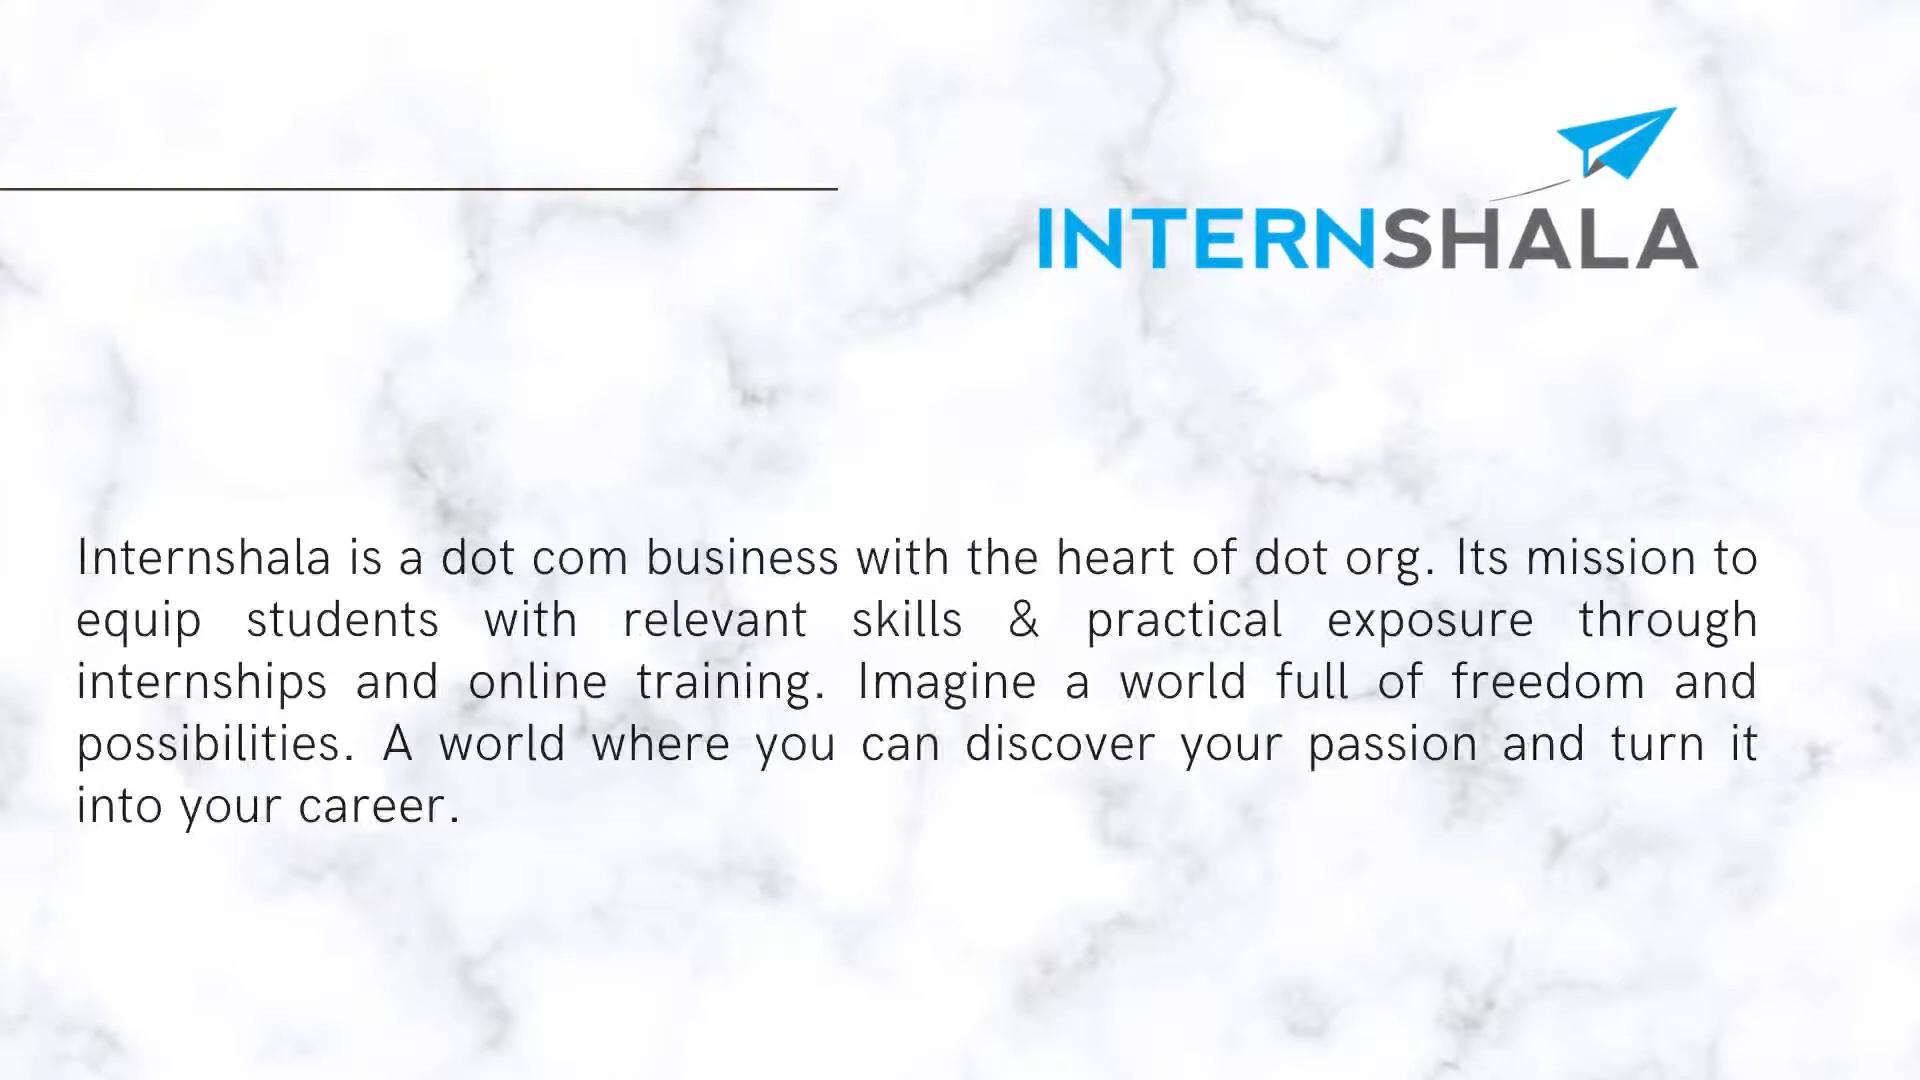 INTERNSHALA
Internshala is a dot com business with the heart of dot org. Its mission to
equip students with relevant skills & practical exposure through
internships and online training. Imagine a world full of freedom and
possibilities. A world where you can discover your passion and turn it
into your career.